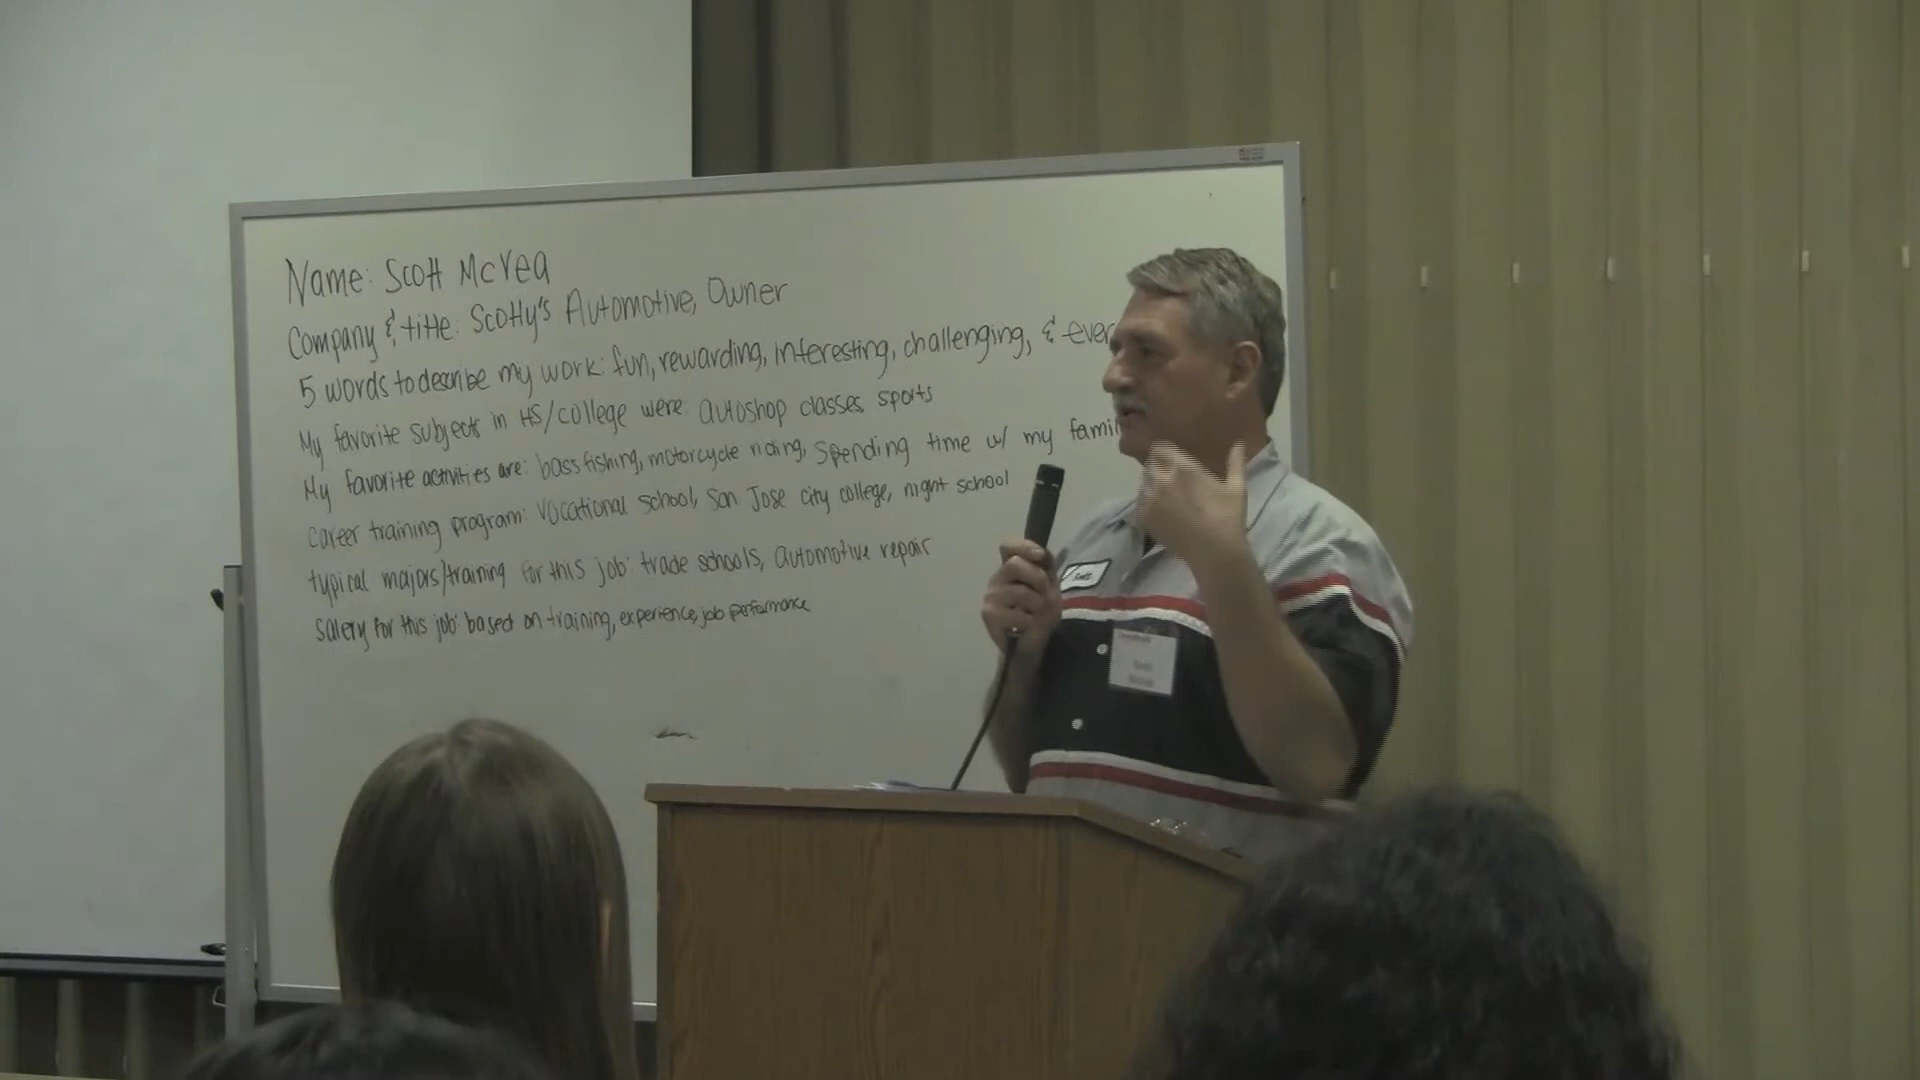 Name: Scott McVea
Company & title: Scotty's Automotive, Owner
5 words to describe my work: fun, rewarding, interesting, challenging, & ever
My favorite subjects in HS/college were: autoshop classes sports
My favorite activities are: bass fishing, motorcycle riding, spending time w/ my famil
career training program: vocational school, San Jose city college, night school
typical majors/training for this job: trade schools, automotive repair
salery for this job: based on training, experience, job performance